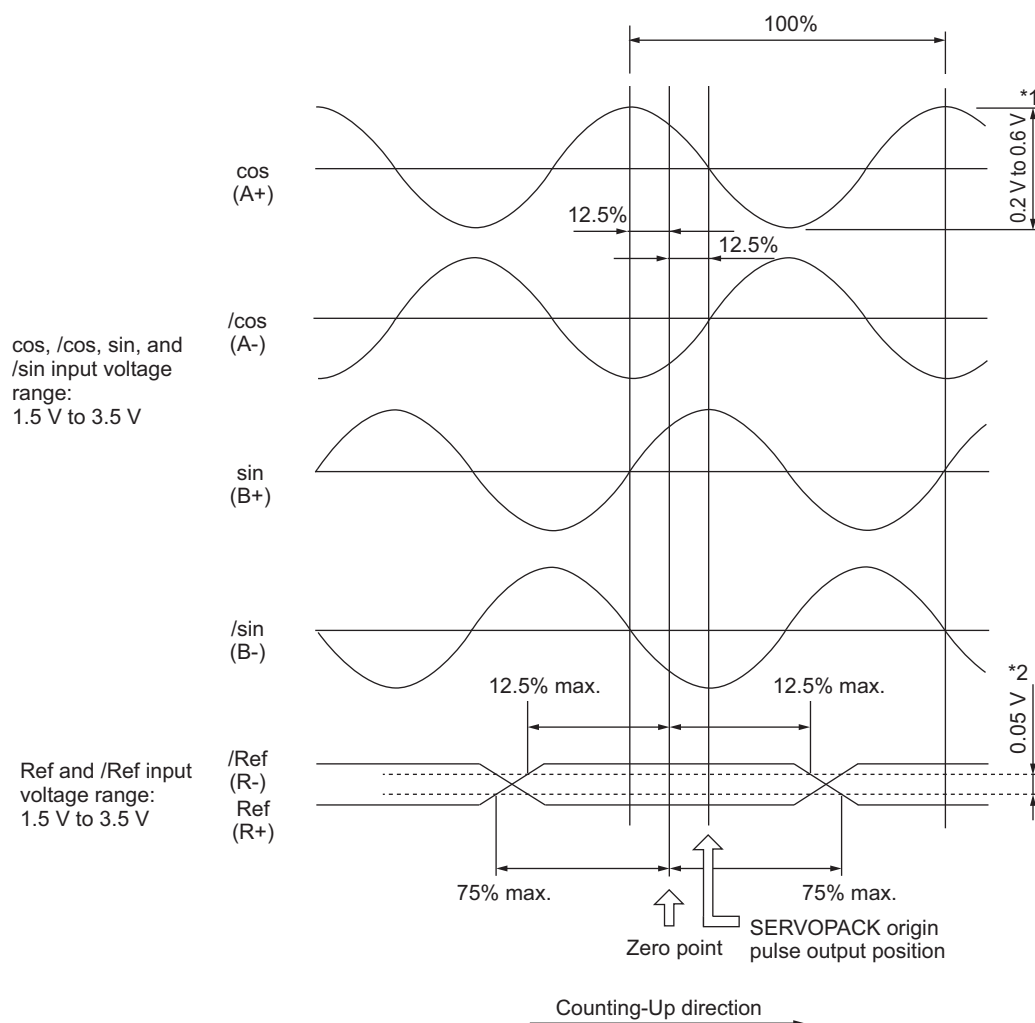 100%
*1
0.2 V to 0.6 V
cos
(A+)
12.5%
12.5%
/cos
(A-)
cos, /cos, sin, and
/sin input voltage
range:
1.5 V to 3.5 V
sin
(B+)
/sin
(B-)
*2
0.05 V
12.5% max.
12.5% max.
Ref and /Ref input
voltage range:
1.5 V to 3.5 V
/Ref
(R-)
Ref
(R+)
75% max.
75% max.
Zero point
SERVOPACK origin
pulse output position
Counting-Up direction